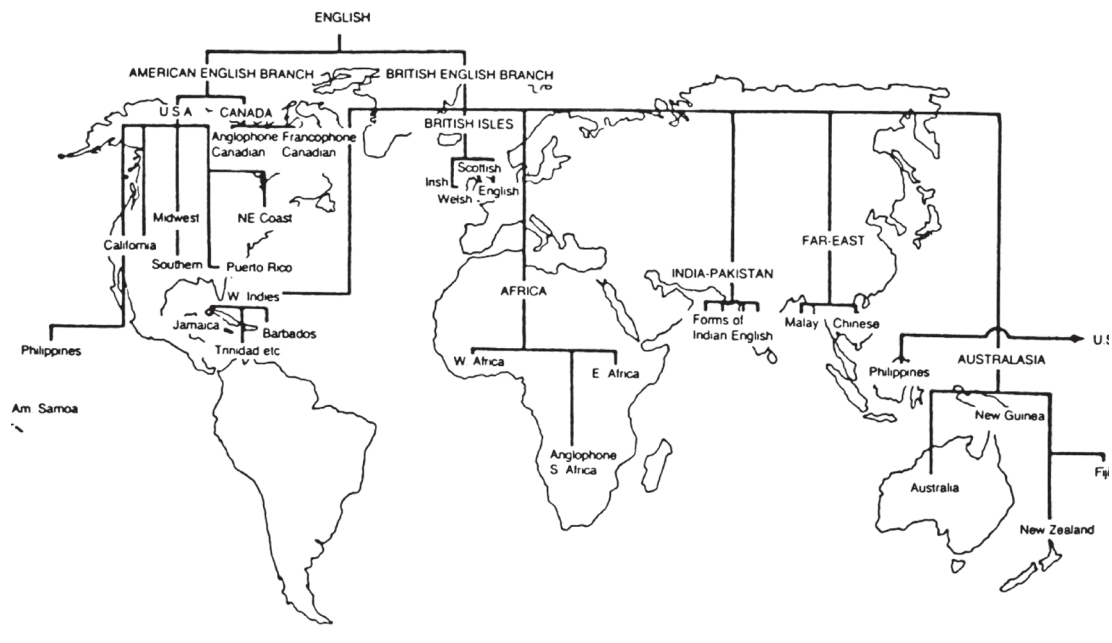 ENGLISH
AMERICAN ENGLISH BRANCH
BRITISH ENGLISH BRANCH
U S A
CANADA
BRITISH ISLES
Anglophone
Canadian
Francophone
Canadian
Scottish
Irish
Welsh
English
Midwest
NE Coast
California
Southern
Puerto Rico
FAR-EAST
INDIA-PAKISTAN
AFRICA
W Indies
Jamaica
Barbados
Trinidad etc
Forms of
Indian English
Malay
Chinese
Philippines
U.S
W Africa
E Africa
Philippines
AUSTRALASIA
Am Samoa
New Guinea
Anglophone
S Africa
Australia
Fiji
New Zealand